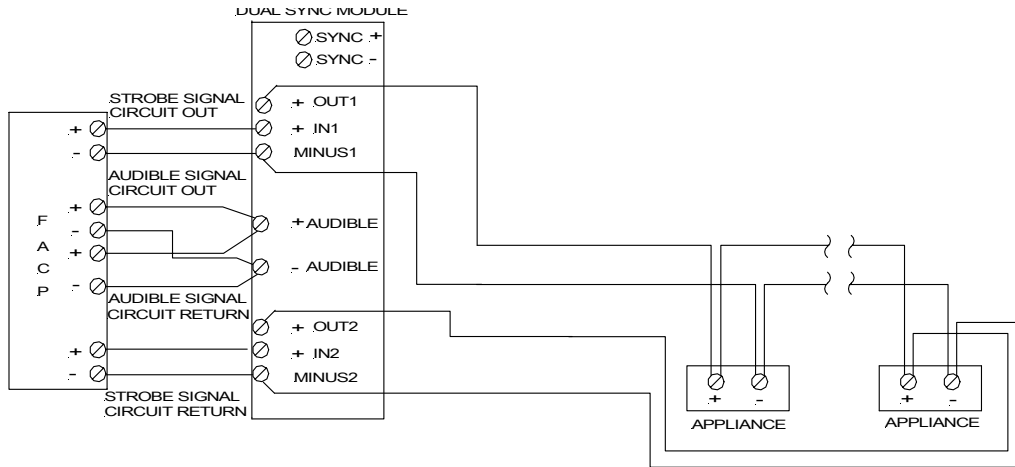 DUAL SYNC MODULE
SYNC +
SYNC -
STROBE SIGNAL
CIRCUIT OUT
+ OUT1
+ IN1
MINUS1
+
-
AUDIBLE SIGNAL
CIRCUIT OUT
+
-
+
-
F
A
C
P
+ AUDIBLE
- AUDIBLE
AUDIBLE SIGNAL
CIRCUIT RETURN
+ OUT2
+ IN2
MINUS2
+
-
STROBE SIGNAL
CIRCUIT RETURN
+ -
APPLIANCE
+ -
APPLIANCE